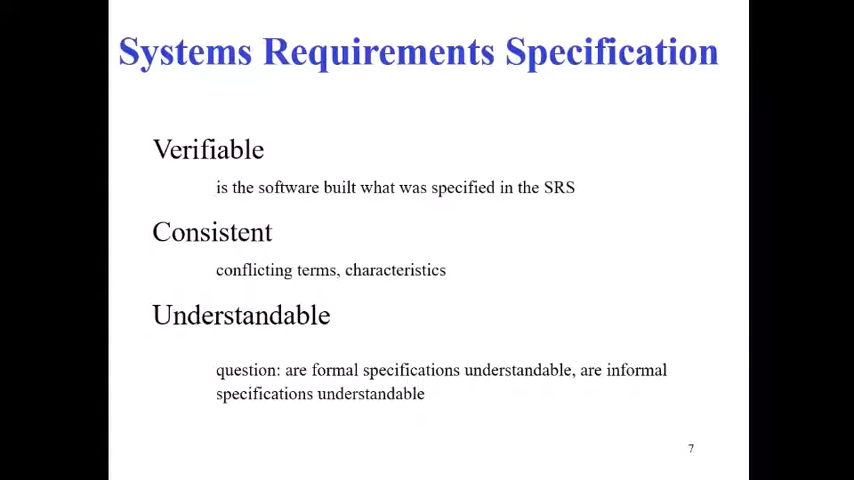 Systems Requirements Specification
Verifiable
is the software built what was specified in the SRS
Consistent
conflicting terms, characteristics
Understandable
question: are formal specifications understandable, are informal
specifications understandable
7